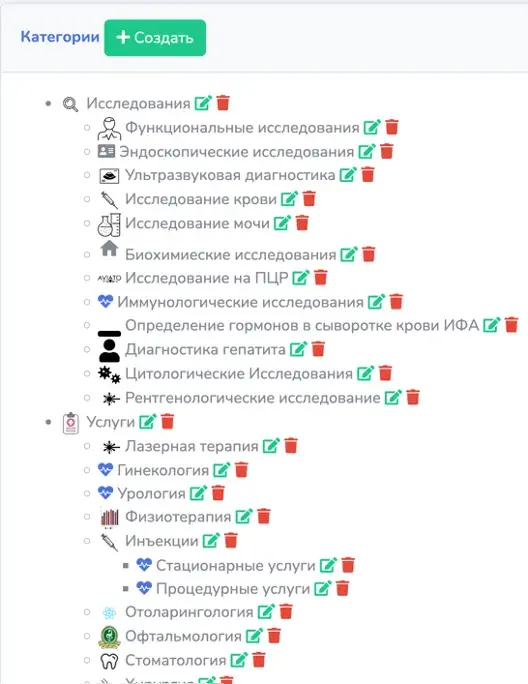 Категории
Создать
Исследования
Функциональные исследования
Эндоскопические исследования
Ультразвуковая диагностика
Исследование крови
Исследование мочи
Биохимиеские исследования
Исследование на ПЦР
Иммунологические исследования
Определение гормонов в сыворотке крови ИФА
Диагностика гепатита
Цитологические Исследования
Рентгенологические исследование
Услуги
Лазерная терапия
Гинекология
Урология
Физиотерапия
Инъекции
Стационарные услуги
Процедурные услуги
Отоларингология
Офтальмология
Стоматология